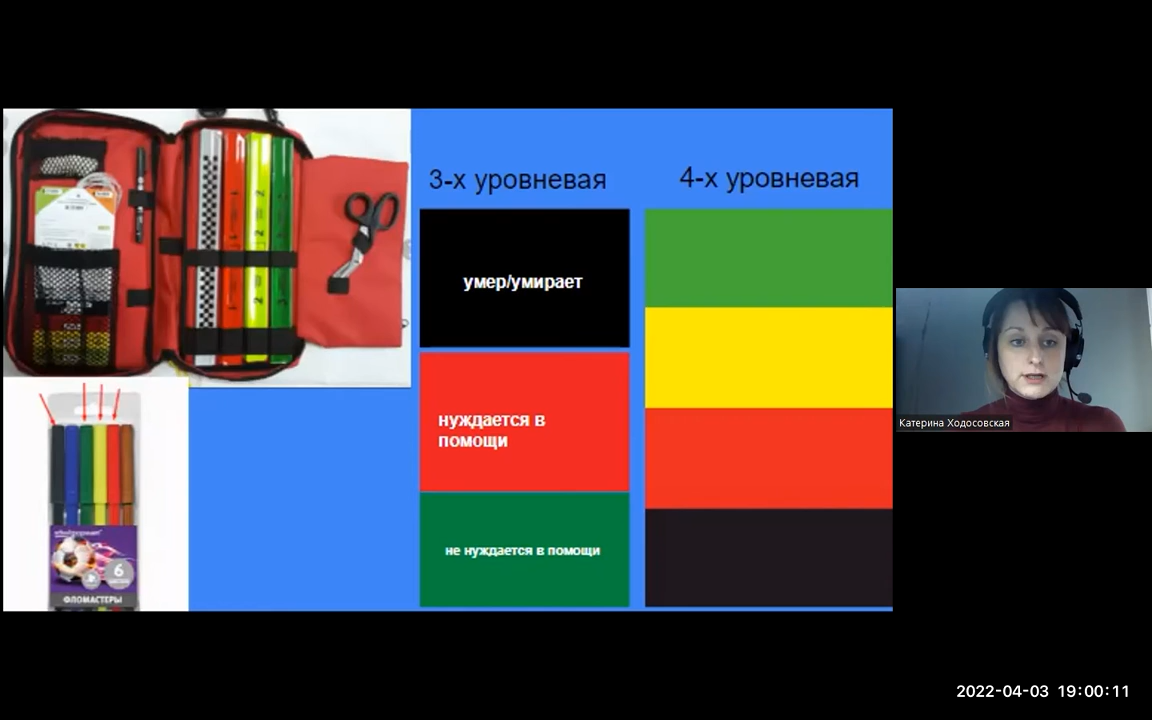 3-х уровневая
умер/умирает
нуждается в
помощи
не нуждается в помощи
4-х уровневая
6
ФЛОМАСТЕРЫ
Катерина Ходосовская
2022-04-03 19:00:11